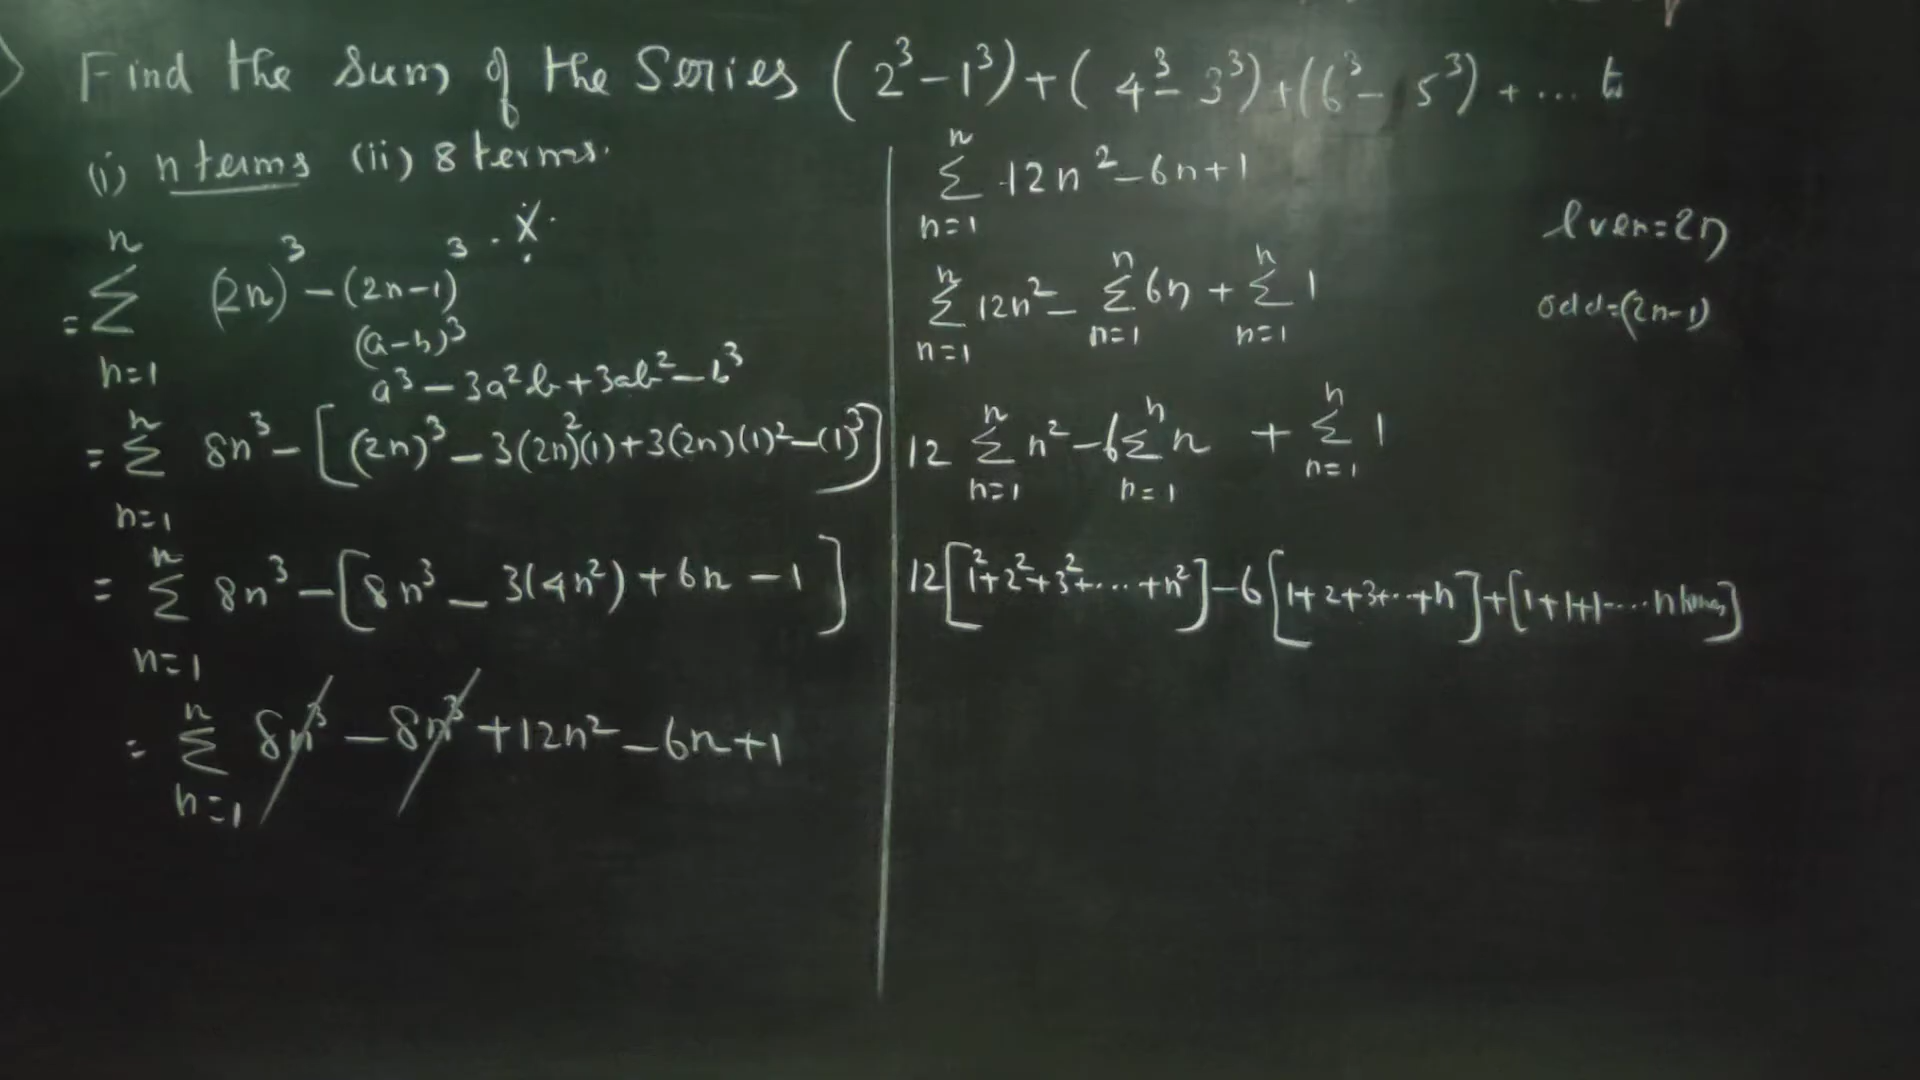 Find the Sum of the Series (2³-1³)+(4³-3³)+(6³-5³)+... to
(i) n terms (ii) 8 terms.
= n Σ n=1 (2n)³-(2n-1)³
(a-b)³
a³-3a²b+3ab²-b³
= n Σ n=1 8n³-[(2n)³-3(2n)²(1)+3(2n)(1)²-(1)³]
= n Σ n=1 8n³-[8n³-3(4n²)+6n-1]
= n Σ n=1 8n³-8n³+12n²-6n+1
n Σ n=1 12n²-6n+1
n Σ n=1 12n²- n Σ n=1 6n + n Σ n=1 1
12 n Σ n=1 n²-6 n Σ n=1 n + n Σ n=1 1
12[1²+2²+3²+...+n²]-6[1+2+3+...+n]+[1+1+1....n times]
even=2n
odd=(2n-1)